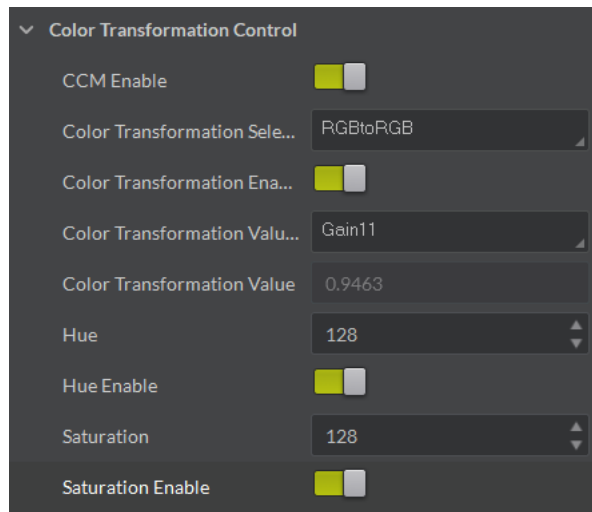 Color Transformation Control
CCM Enable
Color Transformation Sele... RGBtoRGB
Color Transformation Ena...
Color Transformation Valu... Gain11
Color Transformation Value 0.9463
Hue 128
Hue Enable
Saturation 128
Saturation Enable